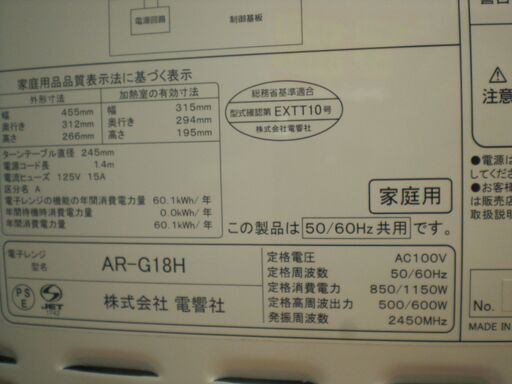 電源回路
制御基板
家庭用品品質表示法に基づく表示
外形寸法 加熱室の有効寸法
幅 455mm 幅 315mm
奥行き 312mm 奥行き 294mm
高さ 266mm 高さ 195mm
ターンテーブル直径 245mm
電源コード長 1.4m
電流ヒューズ 125V 15A
区分名 A
電子レンジの機能の年間消費電力量 60.1kWh/年
年間待機時消費電力量 0.0kWh/年
年間消費電力量 60.1kWh/年
総務省基準適合
型式確認第EXTT10号
株式会社電響社
家庭用
この製品は 50/60Hz共用 です。
電子レンジ
型名 AR-G18H
PSE
JET
株式会社 電響社
定格電圧 AC100V
定格周波数 50/60Hz
定格消費電力 850/1150W
定格高周波出力 500/600W
発振周波数 2450MHz
注意
●電源は
してくださ
●お客様
は販売店
取扱説明
No.
MADE IN